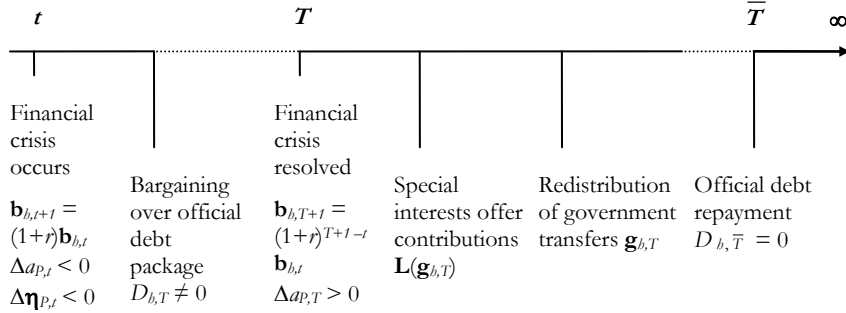 t T T̅ ∞
Financial
crisis
occurs
b_{h,t+1} =
(1+r)b_{h,t}
Δa_{P,t} < 0
Δη_{P,t} < 0
Bargaining
over official
debt
package
D_{h,T} ≠ 0
Financial
crisis
resolved
b_{h,T+1} =
(1+r)^{T+1–t}
b_{h,t}
Δa_{P,T} > 0
Special
interests offer
contributions
L(g_{h,T})
Redistribution
of government
transfers g_{h,T}
Official debt
repayment
D_{h,T̅} = 0